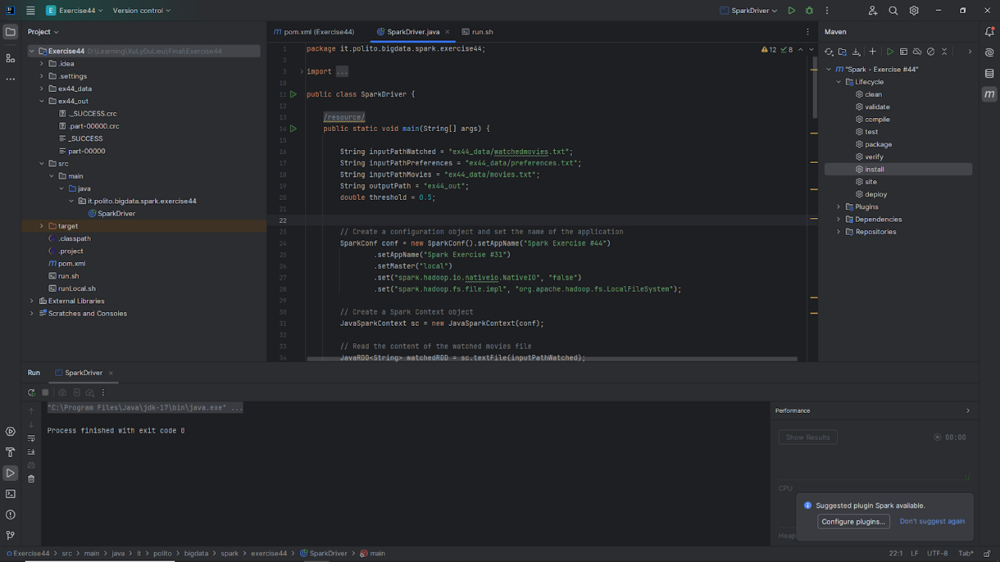 E Exercise44 Version control SparkDriver
Project
Exercise44 D:\Learning\XuLyDuLieu\Final\Exercise44
.idea
.settings
ex44_data
ex44_out
._SUCCESS.crc
.part-00000.crc
_SUCCESS
part-00000
src
main
java
it.polito.bigdata.spark.exercise44
SparkDriver
target
.classpath
.project
pom.xml
run.sh
runLocal.sh
External Libraries
Scratches and Consoles
pom.xml (Exercise44) SparkDriver.java run.sh
12 8
1 package it.polito.bigdata.spark.exercise44;
2
3 import ...
10
11 public class SparkDriver {
12
13 /resource/
14 public static void main(String[] args) {
15
16 String inputPathWatched = "ex44_data/watchedmovies.txt";
17 String inputPathPreferences = "ex44_data/preferences.txt";
18 String inputPathMovies = "ex44_data/movies.txt";
19 String outputPath = "ex44_out";
20 double threshold = 0.5;
21
22
23 // Create a configuration object and set the name of the application
24 SparkConf conf = new SparkConf().setAppName("Spark Exercise #44")
25 .setAppName("Spark Exercise #31")
26 .setMaster("local")
27 .set("spark.hadoop.io.nativeio.NativeIO", "false")
28 .set("spark.hadoop.fs.file.impl", "org.apache.hadoop.fs.LocalFileSystem");
29
30 // Create a Spark Context object
31 JavaSparkContext sc = new JavaSparkContext(conf);
32
33 // Read the content of the watched movies file
34 JavaRDD<String> watchedRDD = sc.textFile(inputPathWatched);
Maven
m "Spark - Exercise #44"
Lifecycle
clean
validate
compile
test
package
verify
install
site
deploy
Plugins
Dependencies
Repositories
Run SparkDriver
"C:\Program Files\Java\jdk-17\bin\java.exe" ...
Process finished with exit code 0
Performance
Show Results 00:00
CPU
Heap
Suggested plugin Spark available.
Configure plugins... Don't suggest again
Exercise44 > src > main > java > it > polito > bigdata > spark > exercise44 > SparkDriver > main
22:1 LF UTF-8 Tab*